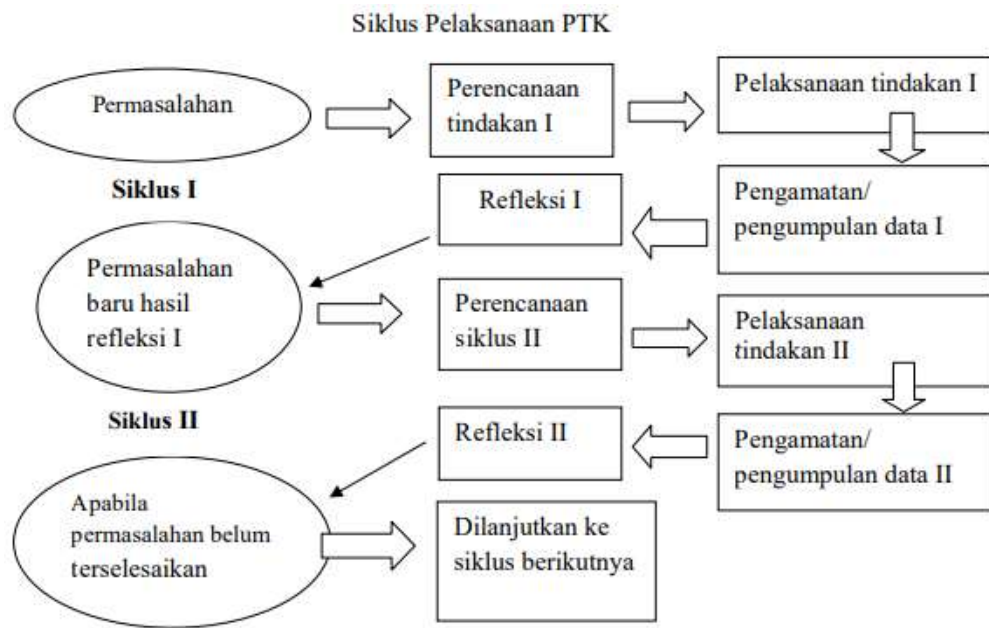 Siklus Pelaksanaan PTK
Permasalahan
Perencanaan
tindakan I
Pelaksanaan tindakan I
Siklus I
Refleksi I
Pengamatan/
pengumpulan data I
Permasalahan
baru hasil
refleksi I
Perencanaan
siklus II
Pelaksanaan
tindakan II
Siklus II
Refleksi II
Pengamatan/
pengumpulan data II
Apabila
permasalahan belum
terselesaikan
Dilanjutkan ke
siklus berikutnya